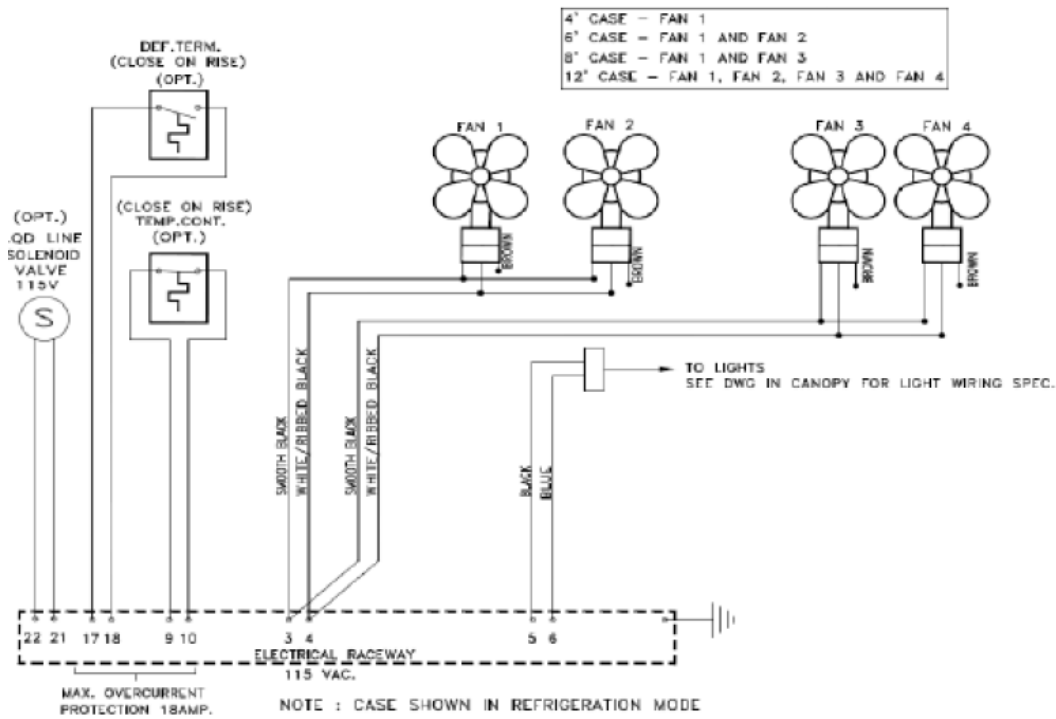 4' CASE - FAN 1
6' CASE - FAN 1 AND FAN 2
8' CASE - FAN 1 AND FAN 3
12' CASE - FAN 1, FAN 2, FAN 3 AND FAN 4
DEF.TERM.
(CLOSE ON RISE)
(OPT.)
FAN 1
FAN 2
FAN 3
FAN 4
(OPT.)
QD LINE
SOLENOID
VALVE
115V
S
(CLOSE ON RISE)
TEMP.CONT.
(OPT.)
BROWN
BROWN
BROWN
BROWN
SMOOTH BLACK
WHITE/RIBBED BLACK
SMOOTH BLACK
WHITE/RIBBED BLACK
BLACK
BLUE
TO LIGHTS
SEE DWG IN CANOPY FOR LIGHT WIRING SPEC.
22 21 17 18 9 10 3 4 5 6
ELECTRICAL RACEWAY
115 VAC.
MAX. OVERCURRENT
PROTECTION 18AMP.
NOTE : CASE SHOWN IN REFRIGERATION MODE